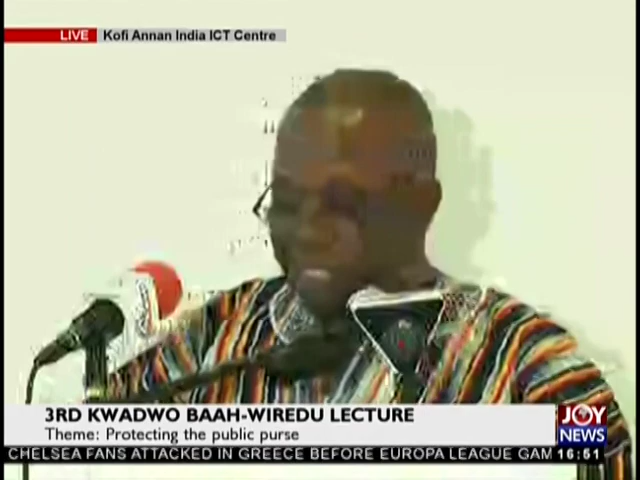 LIVE
Kofi Annan India ICT Centre
3RD KWADWO BAAH-WIREDU LECTURE
Theme: Protecting the public purse
JOY
NEWS
CHELSEA FANS ATTACKED IN GREECE BEFORE EUROPA LEAGUE GAM
16:51